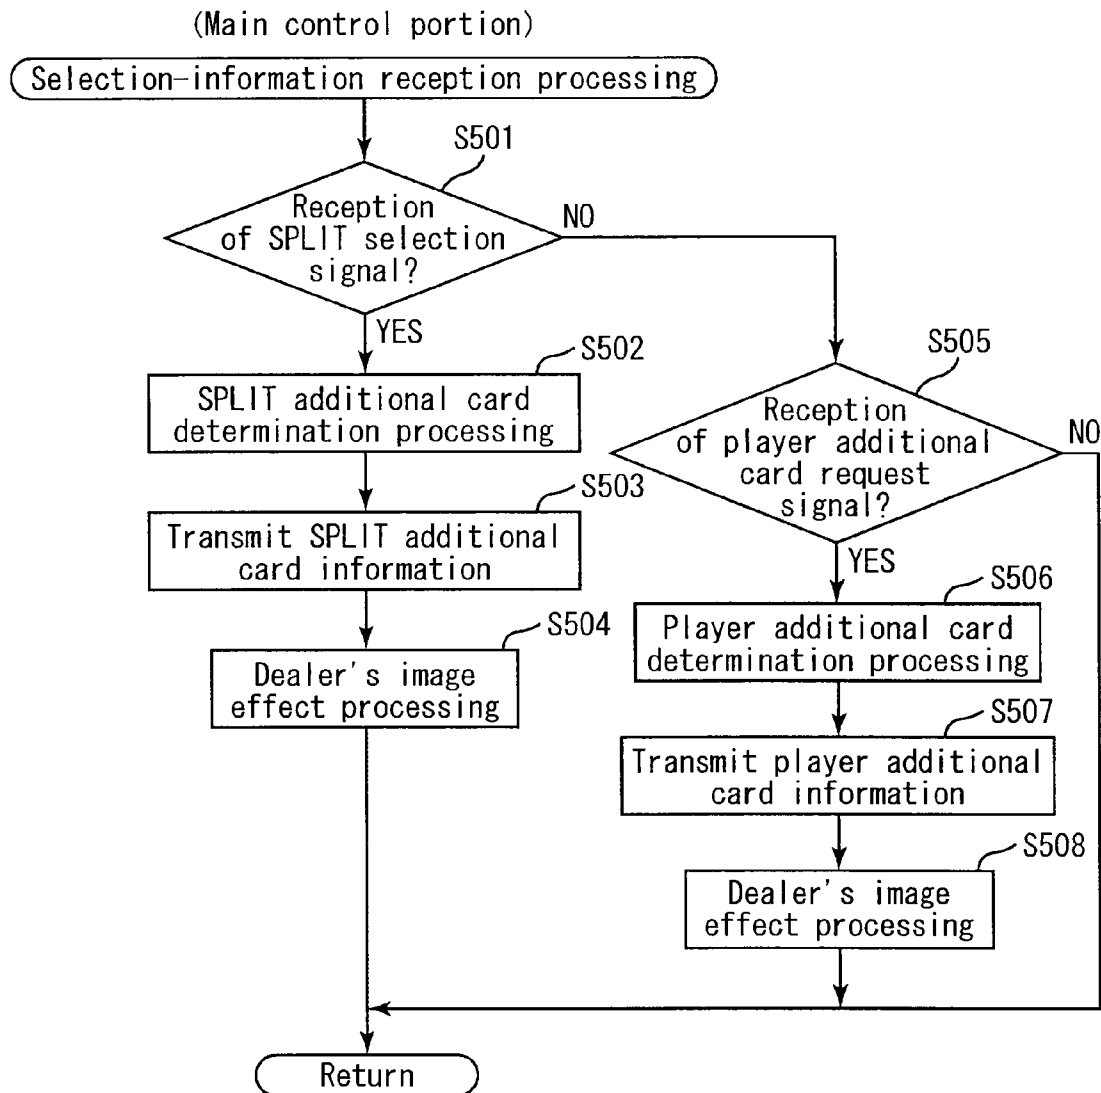 (Main control portion)
Selection-information reception processing
S501
Reception
of SPLIT selection
signal?
NO
YES
S502
SPLIT additional card
determination processing
S503
Transmit SPLIT additional
card information
S504
Dealer's image
effect processing
S505
Reception
of player additional
card request
signal?
NO
YES
S506
Player additional card
determination processing
S507
Transmit player additional
card information
S508
Dealer's image
effect processing
Return